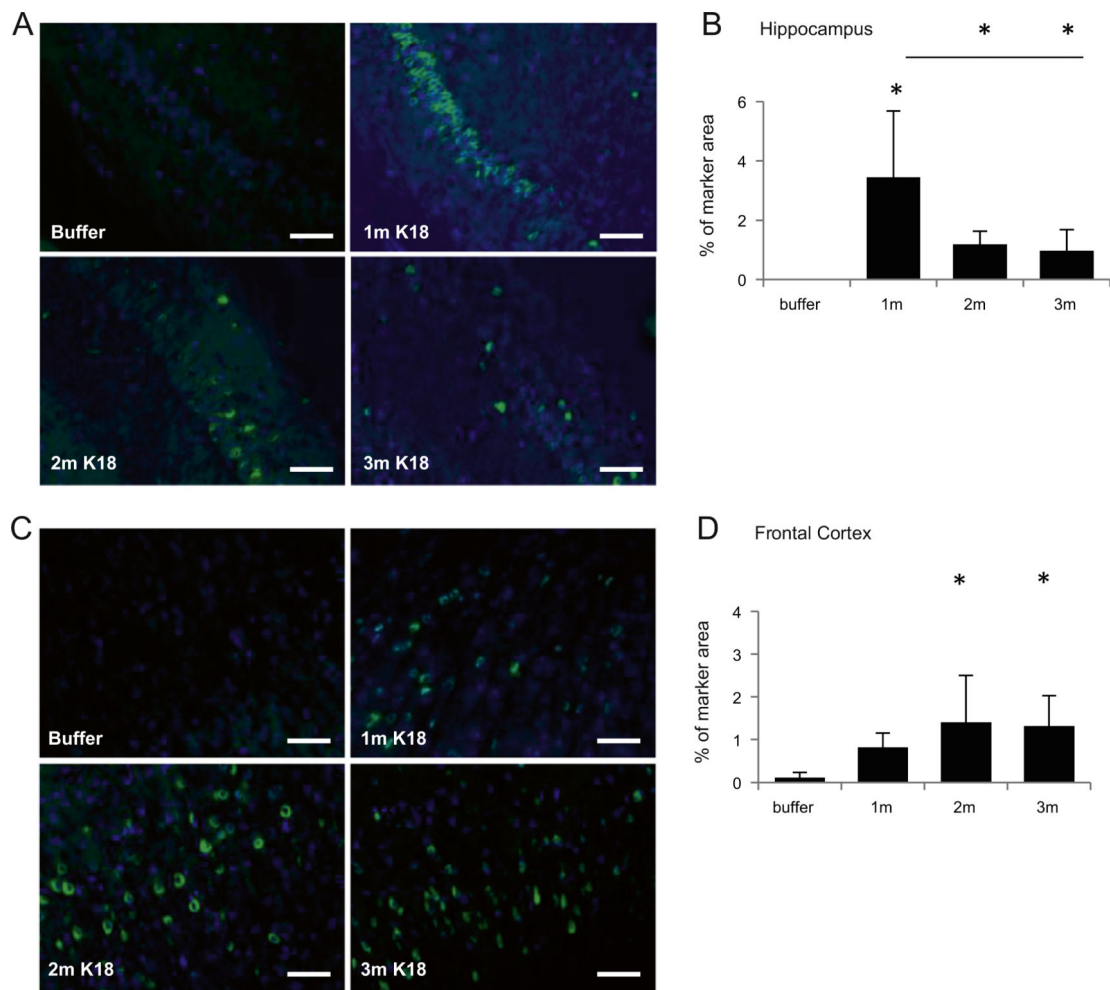 A
Buffer
1m K18
2m K18
3m K18
B Hippocampus
* *
*
% of marker area
6
4
2
0
buffer 1m 2m 3m
C
Buffer
1m K18
2m K18
3m K18
D Frontal Cortex
* *
% of marker area
4
3
2
1
0
buffer 1m 2m 3m